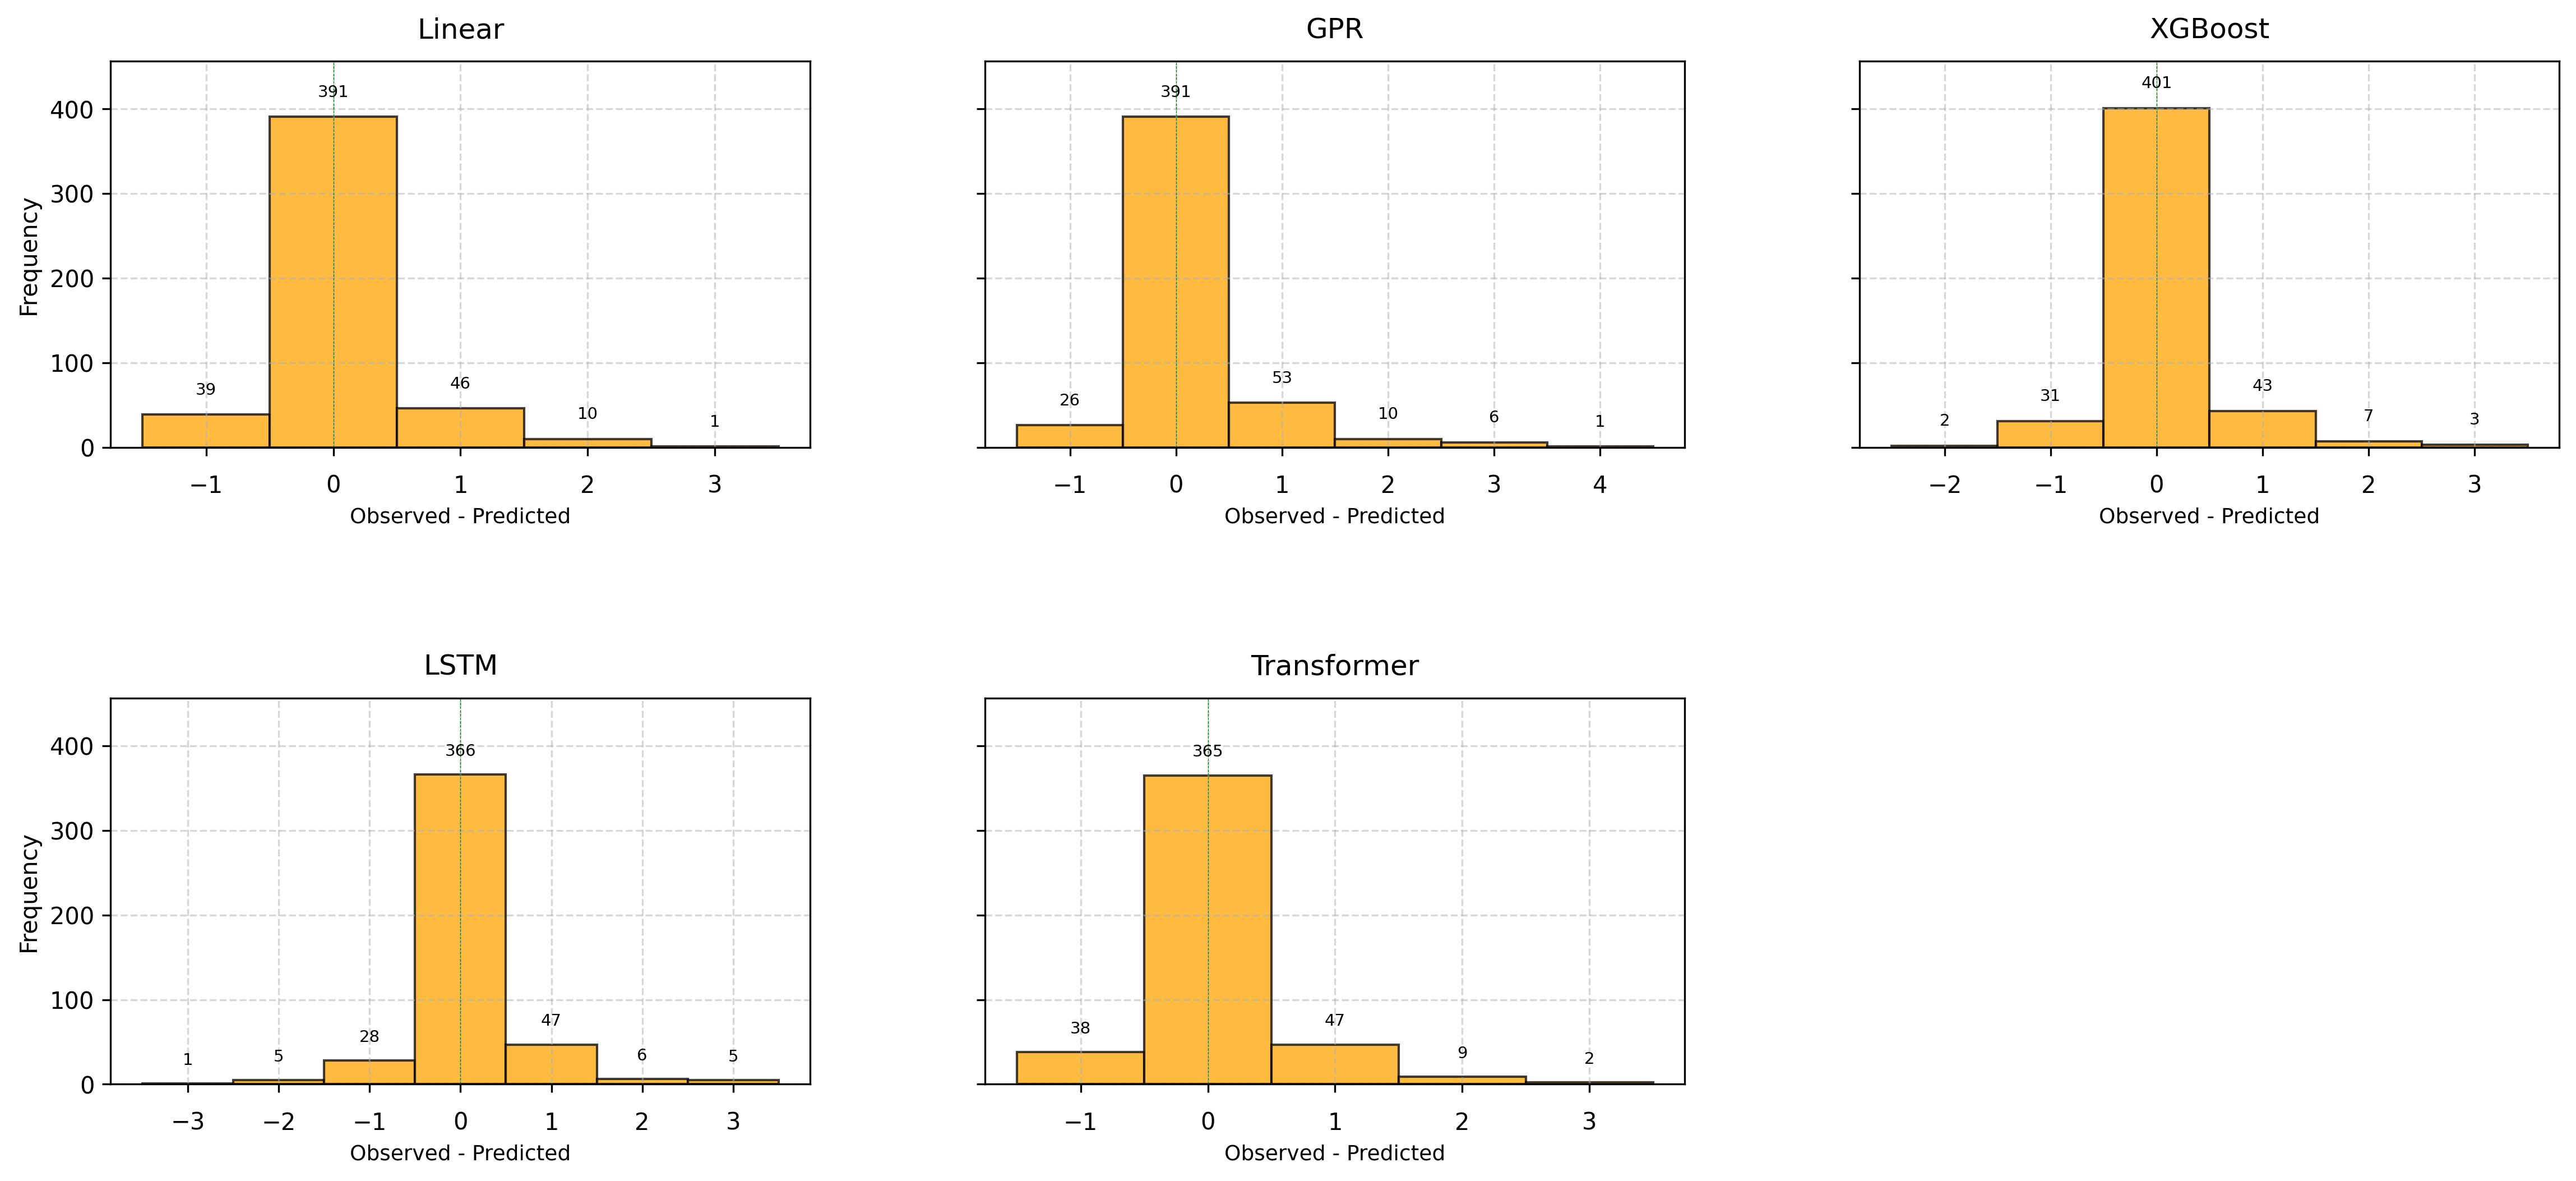 Linear
Frequency
400
300
200
100
0
391
39
46
10
1
−1 0 1 2 3
Observed - Predicted
GPR
391
26
53
10
6
1
−1 0 1 2 3 4
Observed - Predicted
XGBoost
401
2
31
43
7
3
−2 −1 0 1 2 3
Observed - Predicted
LSTM
Frequency
400
300
200
100
0
366
1
5
28
47
6
5
−3 −2 −1 0 1 2 3
Observed - Predicted
Transformer
365
38
47
9
2
−1 0 1 2 3
Observed - Predicted